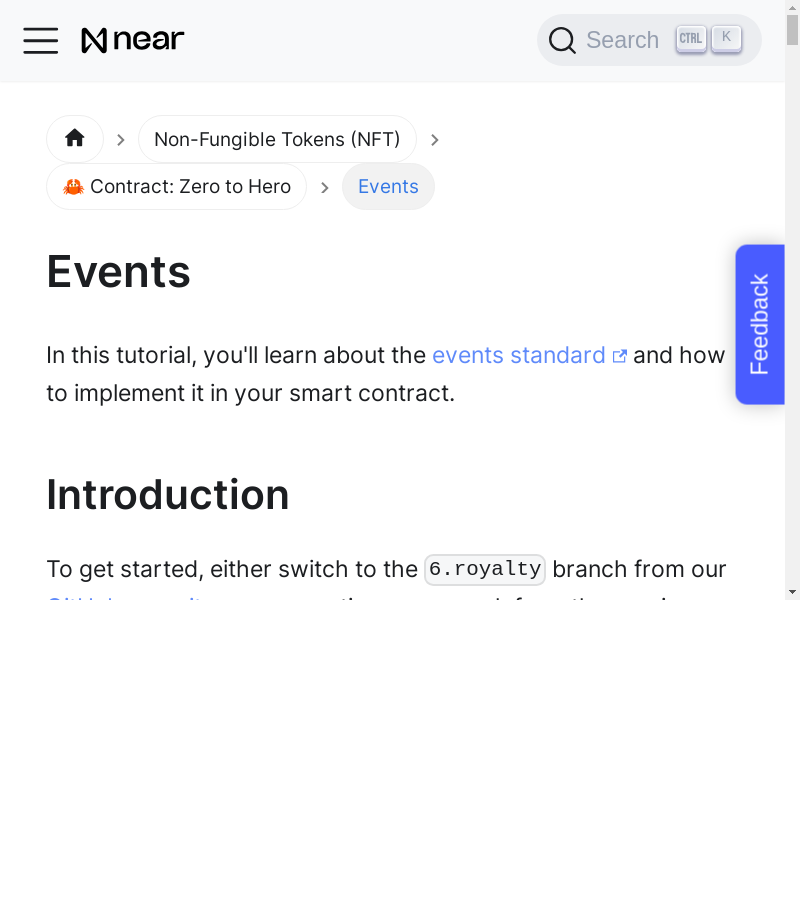 near
Search CTRL K
Non-Fungible Tokens (NFT)
🦀 Contract: Zero to Hero
Events
Events
In this tutorial, you'll learn about the events standard and how
to implement it in your smart contract.
Feedback
Introduction
To get started, either switch to the 6.royalty branch from our